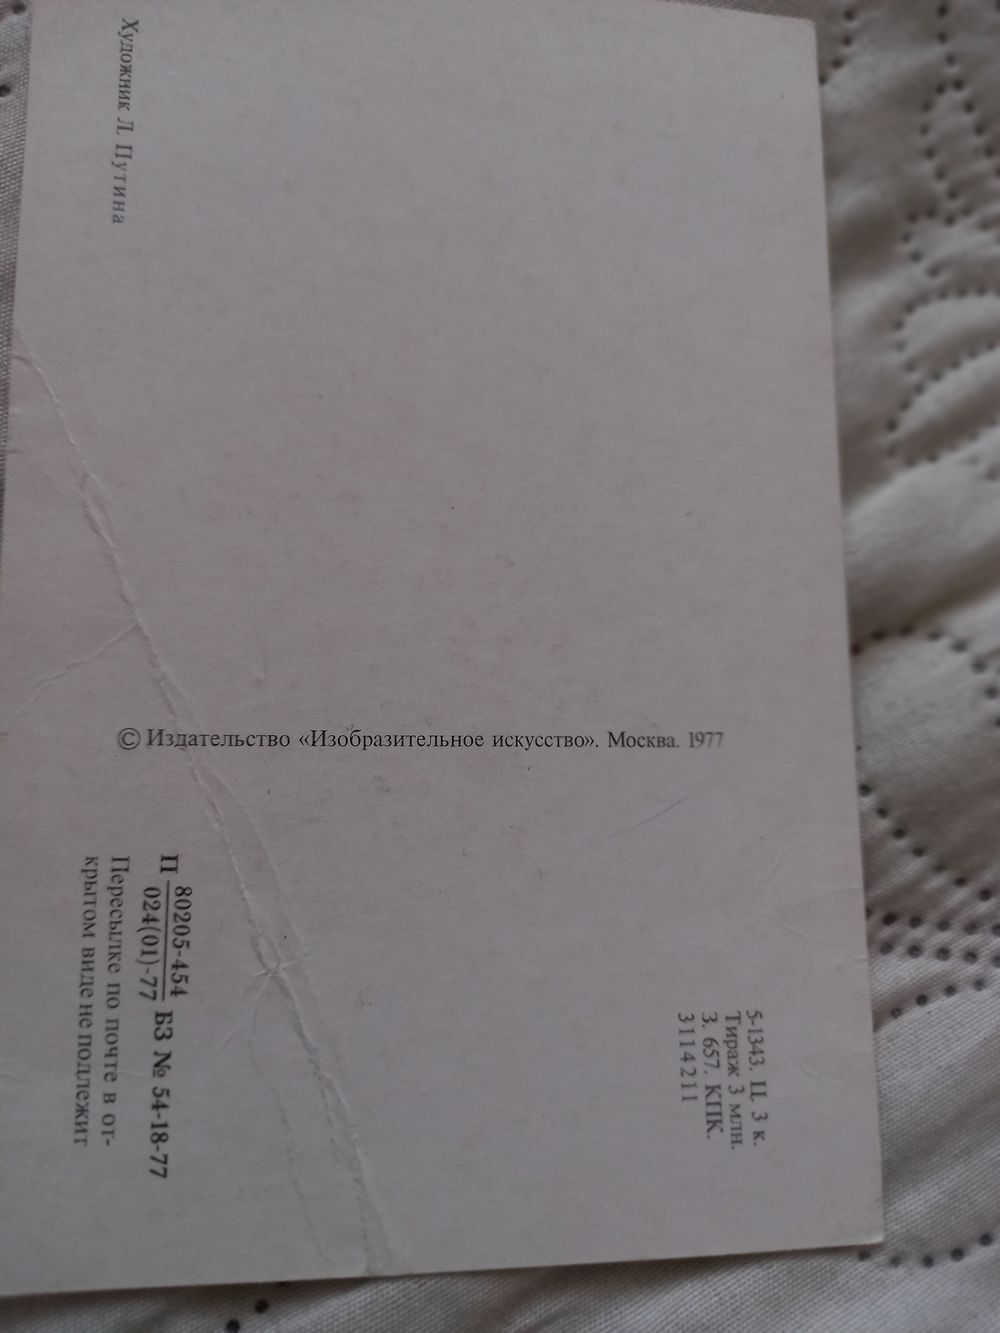 Художник Л. Путина
© Издательство «Изобразительное искусство». Москва. 1977
П 80205-454
024(01)-77 БЗ № 54-18-77
Пересылке по почте в от-
крытом виде не подлежит
5-1343. Ц. 3 к.
Тираж 3 млн.
З. 657. КПК.
3114211